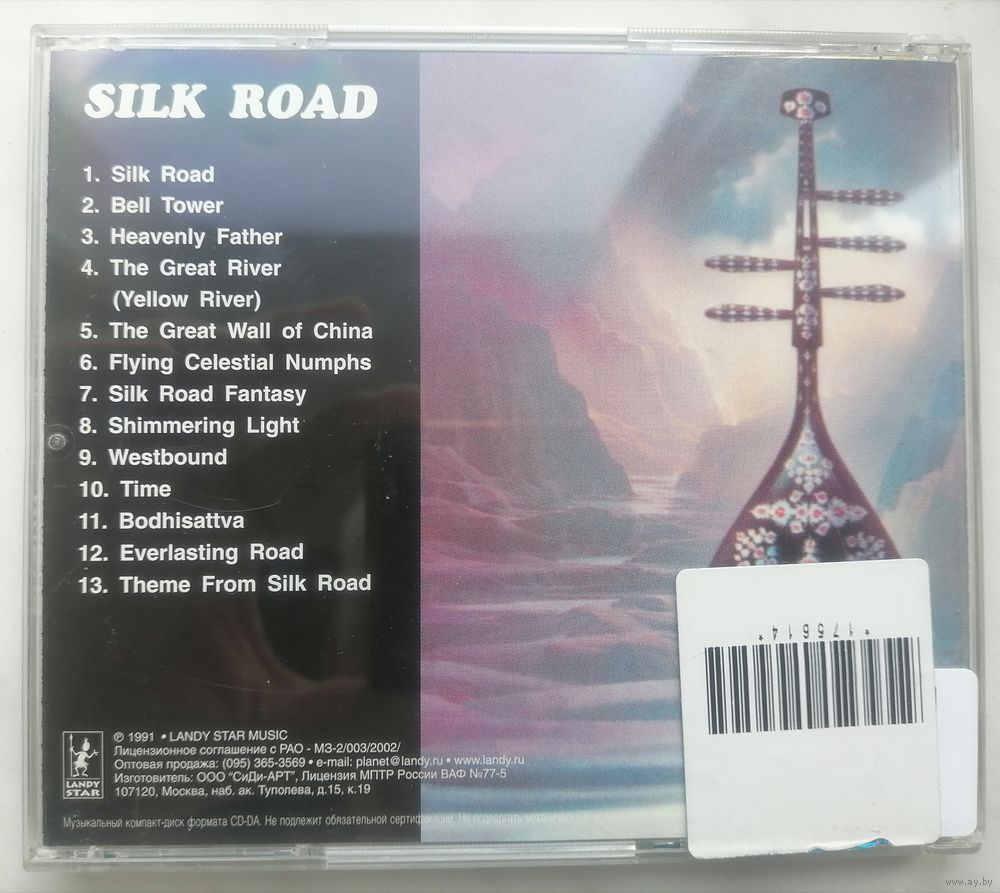 SILK ROAD
1. Silk Road
2. Bell Tower
3. Heavenly Father
4. The Great River
(Yellow River)
5. The Great Wall of China
6. Flying Celestial Numphs
7. Silk Road Fantasy
8. Shimmering Light
9. Westbound
10. Time
11. Bodhisattva
12. Everlasting Road
13. Theme From Silk Road
LANDY
STAR
℗ 1991 • LANDY STAR MUSIC
Лицензионное соглашение с РАО - МЗ-2/003/2002/
Оптовая продажа: (095) 365-3569 • e-mail: planet@landy.ru • www.landy.ru
Изготовитель: ООО "СиДи-АРТ", Лицензия МПТР России ВАФ №77-5
107120, Москва, наб. ак. Туполева, д.15, к.19
Музыкальный компакт-диск формата CD-DA. Не подлежит обязательной сертификации. Не подвергать
*175614*
www.ay.by